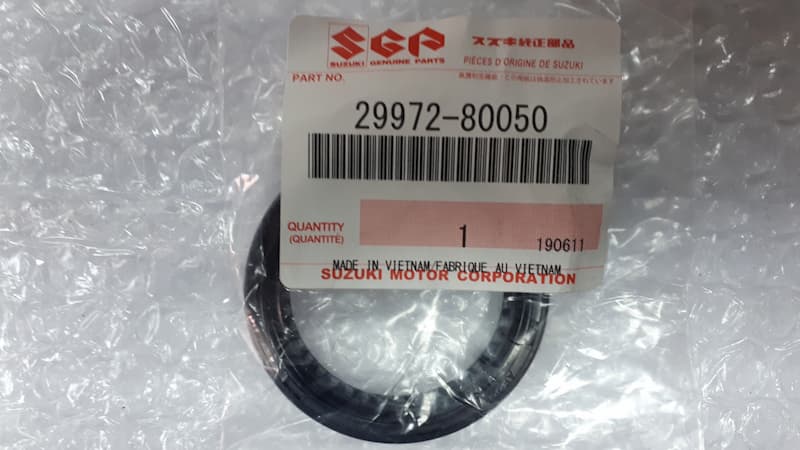 SGP
SUZUKI GENUINE PARTS
スズキ純正部品
PIÈCES D'ORIGINE DE SUZUKI
PART NO.
29972-80050
QUANTITY
(QUANTITÉ)
1
190611
MADE IN VIETNAM/FABRIQUE AU VIETNAM
SUZUKI MOTOR CORPORATION